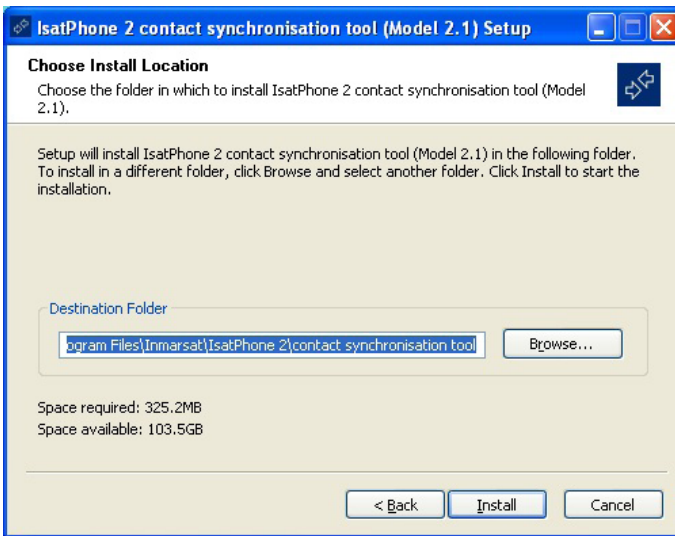 IsatPhone 2 contact synchronisation tool (Model 2.1) Setup
Choose Install Location
Choose the folder in which to install IsatPhone 2 contact synchronisation tool (Model
2.1).
Setup will install IsatPhone 2 contact synchronisation tool (Model 2.1) in the following folder.
To install in a different folder, click Browse and select another folder. Click Install to start the
installation.
Destination Folder
ogram Files\Inmarsat\IsatPhone 2\contact synchronisation tool
Browse...
Space required: 325.2MB
Space available: 103.5GB
< Back Install Cancel